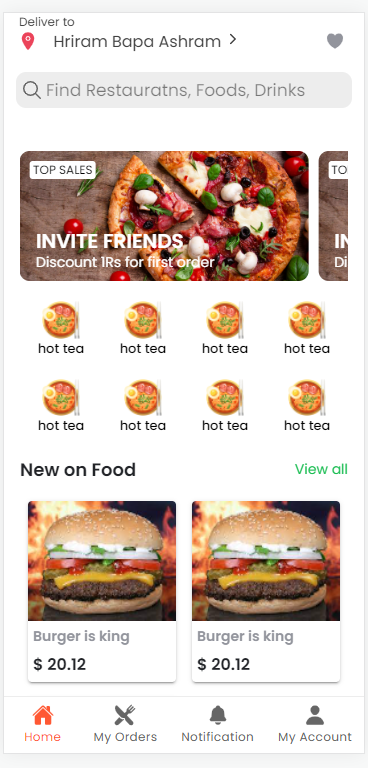 Deliver to
Hriram Bapa Ashram
Find Restauratns, Foods, Drinks
TOP SALES
TO
INVITE FRIENDS
IN
Discount 1Rs for first order
Di
hot tea hot tea hot tea hot tea
hot tea hot tea hot tea hot tea
New on Food View all
Burger is king Burger is king
$ 20.12 $ 20.12
Home My Orders Notification My Account